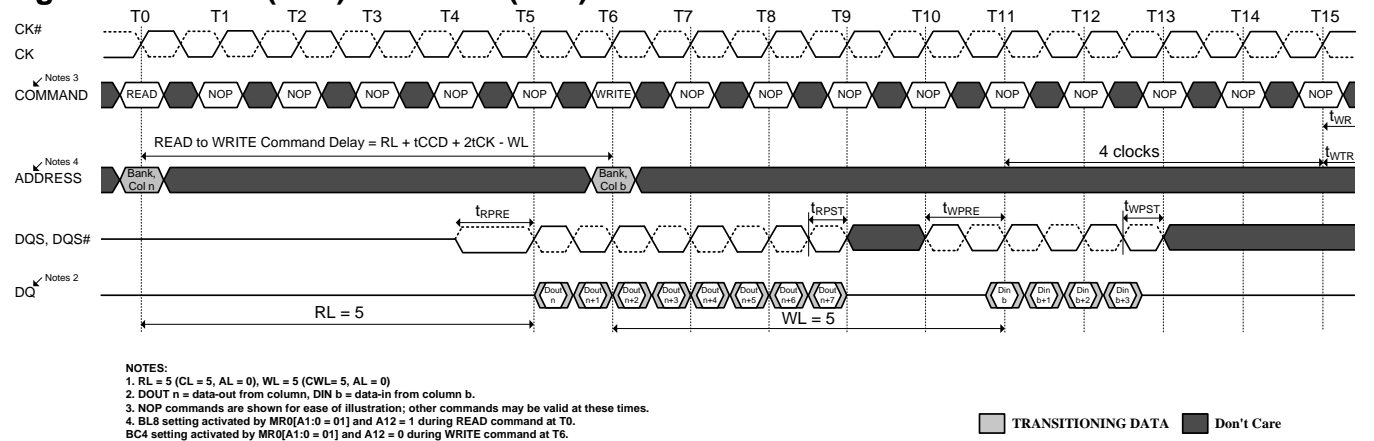 T0 T1 T2 T3 T4 T5 T6 T7 T8 T9 T10 T11 T12 T13 T14 T15
CK#
CK
Notes 3
COMMAND READ NOP NOP NOP NOP NOP WRITE NOP NOP NOP NOP NOP NOP NOP NOP NOP
tWR
READ to WRITE Command Delay = RL + tCCD + 2tCK - WL
4 clocks
tWTR
Notes 4
ADDRESS Bank, Col n Bank, Col b
tRPRE tRPST tWPRE tWPST
DQS, DQS#
Notes 2
DQ Dout n Dout n+1 Dout n+2 Dout n+3 Dout n+4 Dout n+5 Dout n+6 Dout n+7 Din b Din b+1 Din b+2 Din b+3
RL = 5 WL = 5
NOTES:
1. RL = 5 (CL = 5, AL = 0), WL = 5 (CWL= 5, AL = 0)
2. DOUT n = data-out from column, DIN b = data-in from column b.
3. NOP commands are shown for ease of illustration; other commands may be valid at these times.
4. BL8 setting activated by MR0[A1:0 = 01] and A12 = 1 during READ command at T0.
BC4 setting activated by MR0[A1:0 = 01] and A12 = 0 during WRITE command at T6.
TRANSITIONING DATA Don't Care